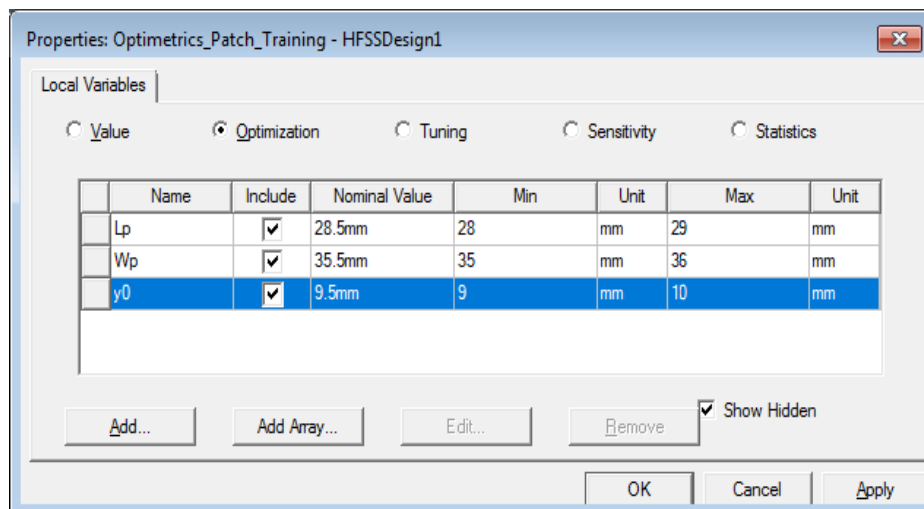 Properties: Optimetrics_Patch_Training - HFSSDesign1
Local Variables
Value Optimization Tuning Sensitivity Statistics
Name Include Nominal Value Min Unit Max Unit
Lp 28.5mm 28 mm 29 mm
Wp 35.5mm 35 mm 36 mm
y0 9.5mm 9 mm 10 mm
Show Hidden
Add... Add Array... Edit... Remove
OK Cancel Apply